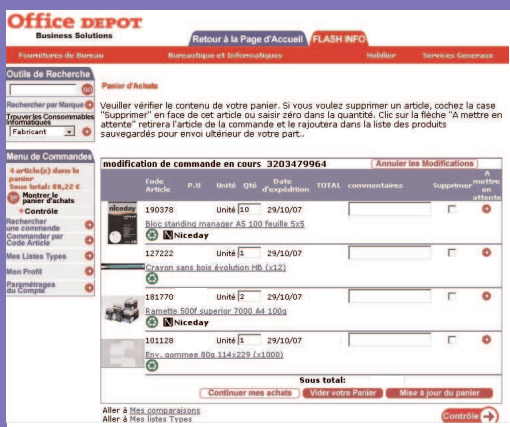 Office DEPOT
Business Solutions
Retour à la Page d'Accueil
FLASH INFO
Fournitures de Bureau
Bureautique et Informatiques
Mobilier
Services Generaux
Outils de Recherche
GO
Rechercher par Marque
Trouver les Consommables
Informatiques
Fabricant
Menu de Commandes
4 article(s) dans le
panier
Sous total: 89,22 €
Montrer le
panier d'achats
+Contrôle
Rechercher
une commande
Commander par
Code Article
Mes Listes Types
Mon Profil
Paramétrages
du Compte
Panier d'Achats
Veuiller vérifier le contenu de votre panier. Si vous voulez supprimer un article, cochez la case
"Supprimer" en face de cet article ou saisir zéro dans la quantité. Clic sur la flèche "A mettre en
attente" retirera l'article de la commande et le rajoutera dans la liste des produits
sauvegardés pour envoi ultérieur de votre part..
modification de commande en cours 3203479964
Annuler les Modifications
Code Article
P.U
Unité
Qté
Date d'expédition
TOTAL
commentaires
Supprimer
A mettre en attente
niceday
190378 Unité 10 29/10/07
Bloc standing manager A5 100 feuille 5x5
Niceday
127222 Unité 1 29/10/07
Crayon sans bois évolution HB (x12)
181770 Unité 2 29/10/07
Ramette 500f superior 7000 A4 100g
Niceday
101128 Unité 1 29/10/07
Env. gommee 80g 114x229 (x1000)
Sous total:
Continuer mes achats
Vider votre Panier
Mise à jour du panier
Aller à Mes comparaisons
Aller à Mes listes Types
Contrôle